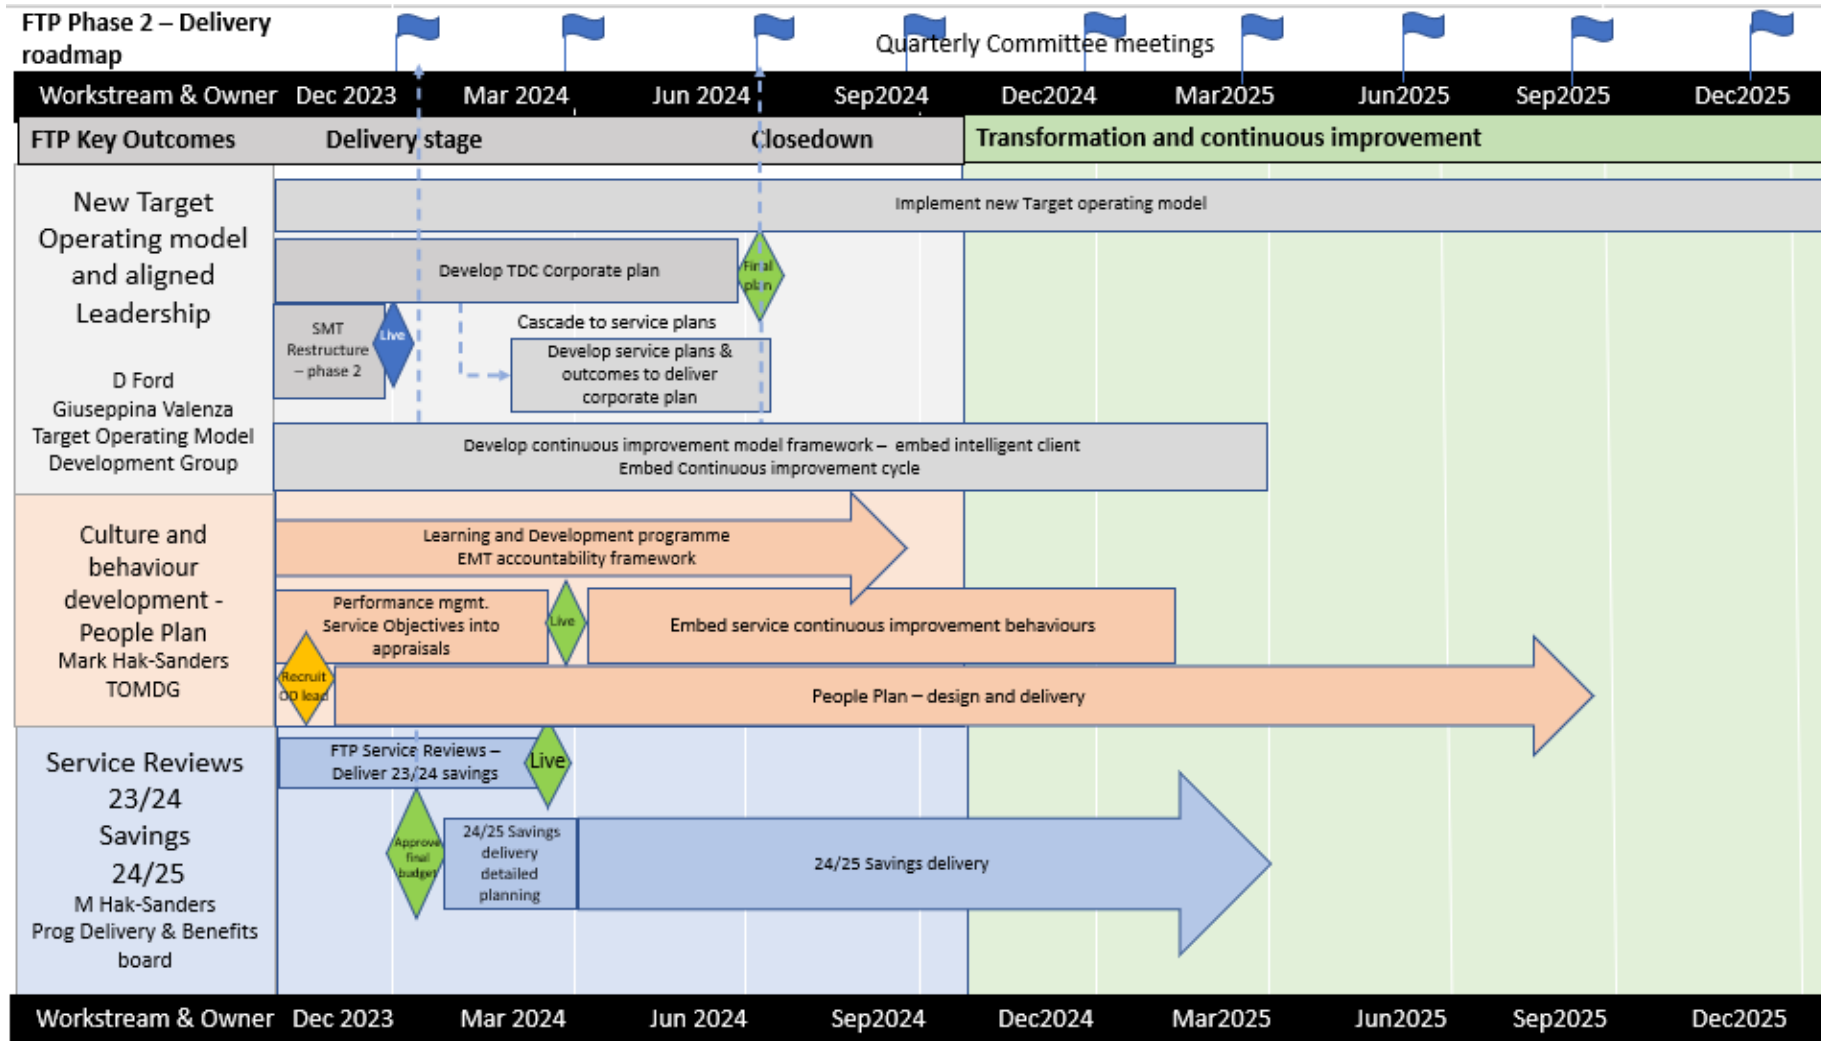 FTP Phase 2 – Delivery
roadmap
Quarterly Committee meetings
Workstream & Owner Dec 2023 Mar 2024 Jun 2024 Sep2024 Dec2024 Mar2025 Jun2025 Sep2025 Dec2025
FTP Key Outcomes Delivery stage Closedown Transformation and continuous improvement
New Target
Operating model
and aligned
Leadership
D Ford
Giuseppina Valenza
Target Operating Model
Development Group
Implement new Target operating model
Develop TDC Corporate plan
Final
plan
SMT
Restructure
– phase 2
Live
Cascade to service plans
Develop service plans &
outcomes to deliver
corporate plan
Develop continuous improvement model framework – embed intelligent client
Embed Continuous improvement cycle
Culture and
behaviour
development -
People Plan
Mark Hak-Sanders
TOMDG
Learning and Development programme
EMT accountability framework
Performance mgmt.
Service Objectives into
appraisals
Live
Embed service continuous improvement behaviours
Recruit
OD lead
People Plan – design and delivery
Service Reviews
23/24
Savings
24/25
M Hak-Sanders
Prog Delivery & Benefits
board
FTP Service Reviews –
Deliver 23/24 savings
Live
Approve
final
budget
24/25 Savings
delivery
detailed
planning
24/25 Savings delivery
Workstream & Owner Dec 2023 Mar 2024 Jun 2024 Sep2024 Dec2024 Mar2025 Jun2025 Sep2025 Dec2025